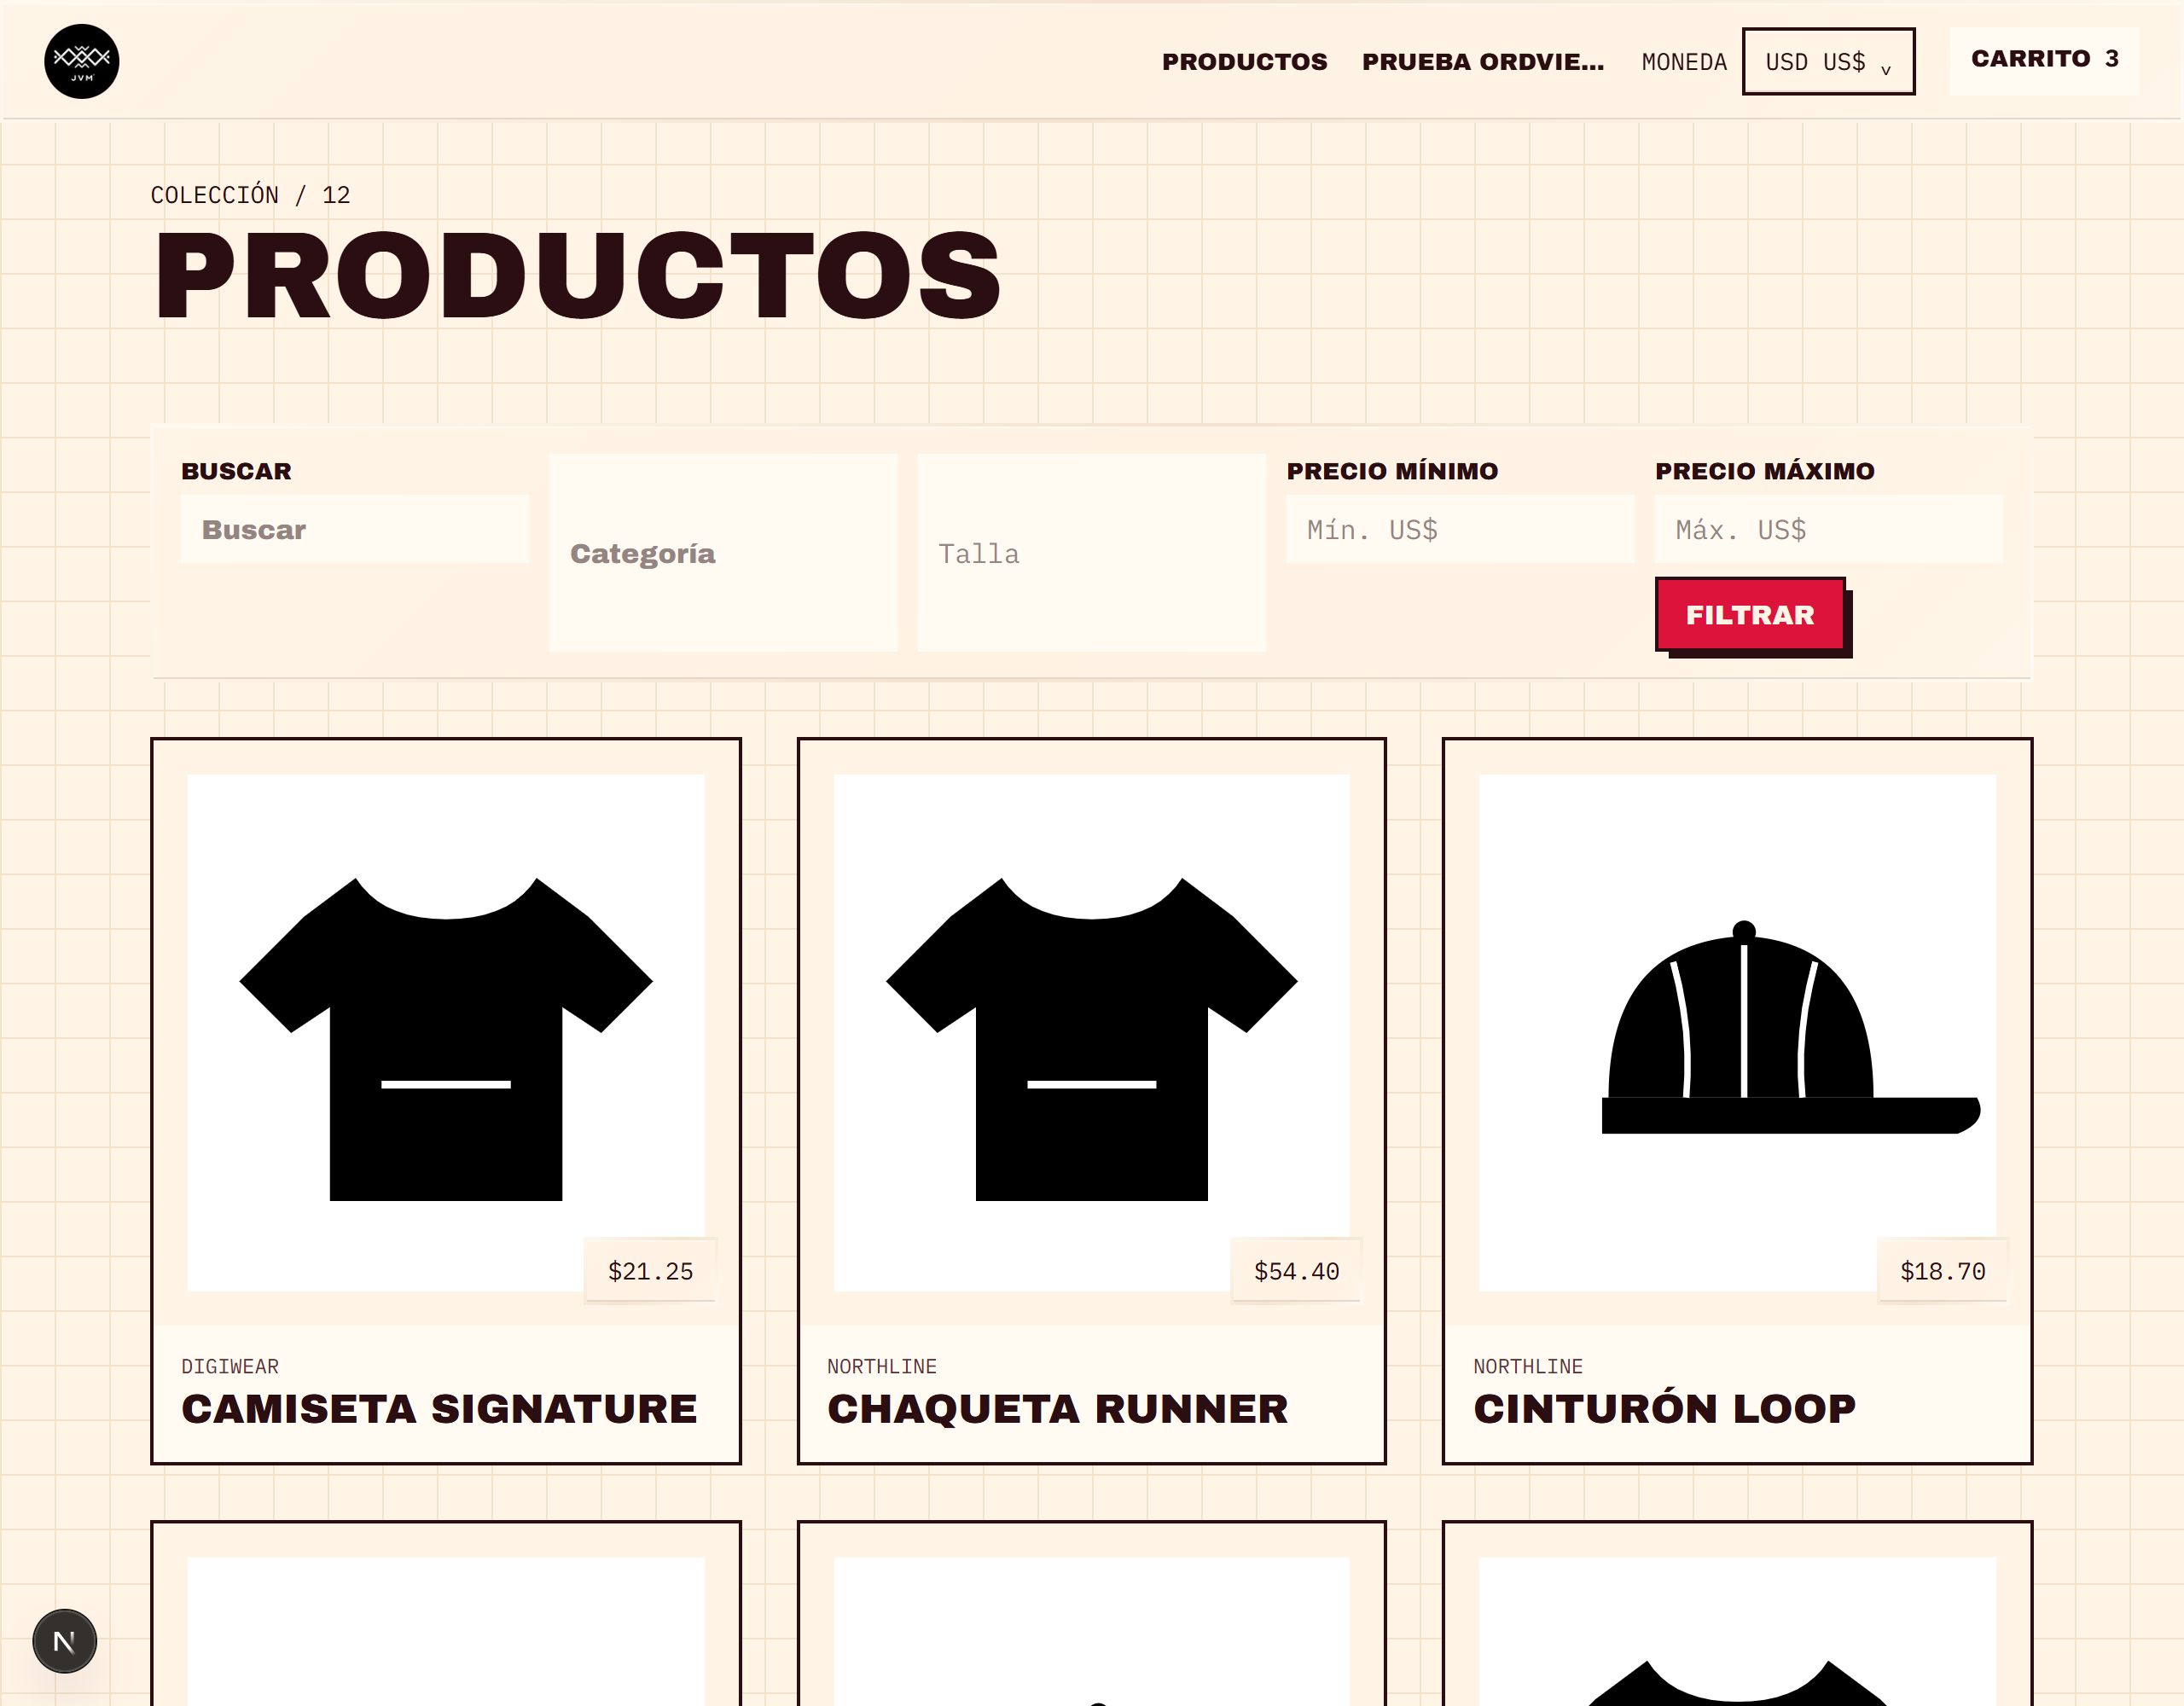 JVM
PRODUCTOS
PRUEBA ORDVIE...
MONEDA
USD US$
CARRITO 3
COLECCIÓN / 12
PRODUCTOS
BUSCAR
Buscar
Categoría
Talla
PRECIO MÍNIMO
Mín. US$
PRECIO MÁXIMO
Máx. US$
FILTRAR
$21.25
DIGIWEAR
CAMISETA SIGNATURE
$54.40
NORTHLINE
CHAQUETA RUNNER
$18.70
NORTHLINE
CINTURÓN LOOP
N